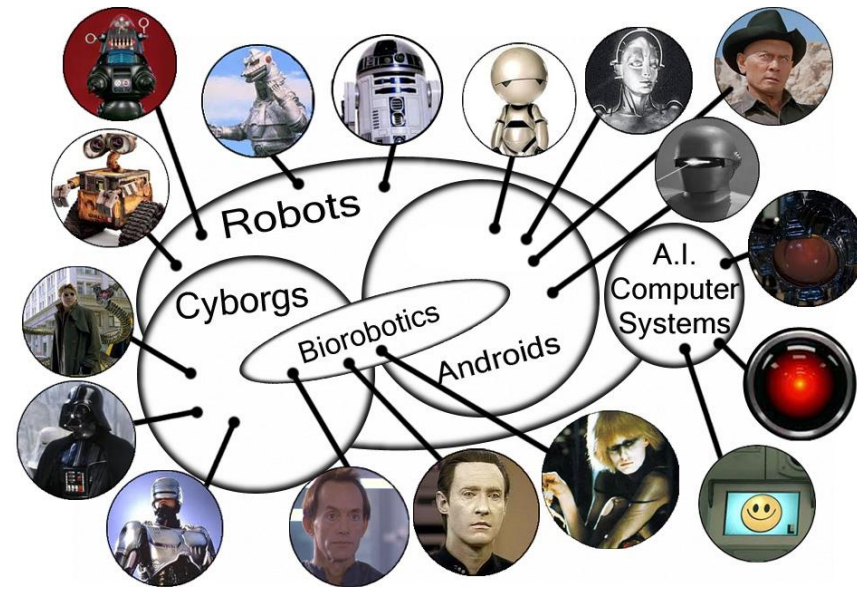 Robots
A.I.
Computer
Systems
Cyborgs
Biorobotics
Androids